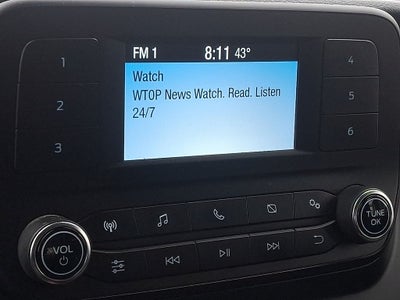 FM 1 8:11 43°
Watch
WTOP News Watch. Read. Listen
24/7
1
2
3
4
5
6
VOL
TUNE
OK